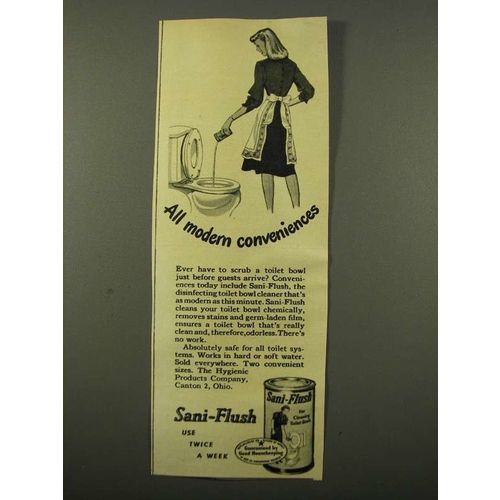 All modern conveniences
Ever have to scrub a toilet bowl
just before guests arrive? Conveni-
ences today include Sani-Flush, the
disinfecting toilet bowl cleaner that's
as modern as this minute. Sani-Flush
cleans your toilet bowl chemically,
removes stains and germ-laden film,
ensures a toilet bowl that's really
clean and, therefore, odorless. There's
no work.
Absolutely safe for all toilet sys-
tems. Works in hard or soft water.
Sold everywhere. Two convenient
sizes. The Hygienic
Products Company,
Canton 2, Ohio.
Sani-Flush
USE
TWICE
A WEEK
Sani-Flush
For
Cleaning
Toilet Bowls
Guaranteed by
Good Housekeeping